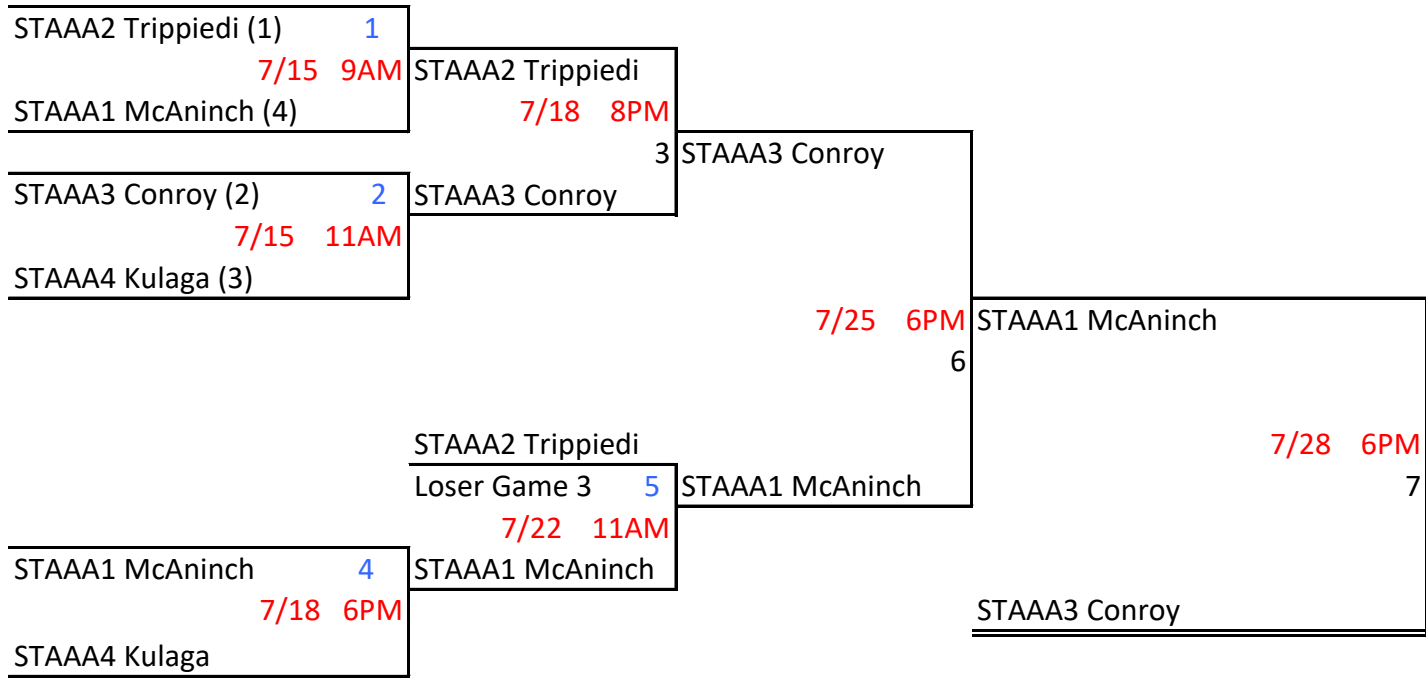 STAAA2 Trippiedi (1) 1
7/15 9AM
STAAA1 McAninch (4)
STAAA2 Trippiedi
7/18 8PM
3
STAAA3 Conroy
STAAA3 Conroy (2) 2
7/15 11AM
STAAA4 Kulaga (3)
STAAA3 Conroy
7/25 6PM
6
STAAA1 McAninch
STAAA2 Trippiedi
Loser Game 3 5
7/22 11AM
STAAA1 McAninch
STAAA1 McAninch 4
7/18 6PM
STAAA4 Kulaga
STAAA1 McAninch
7/28 6PM
7
STAAA3 Conroy